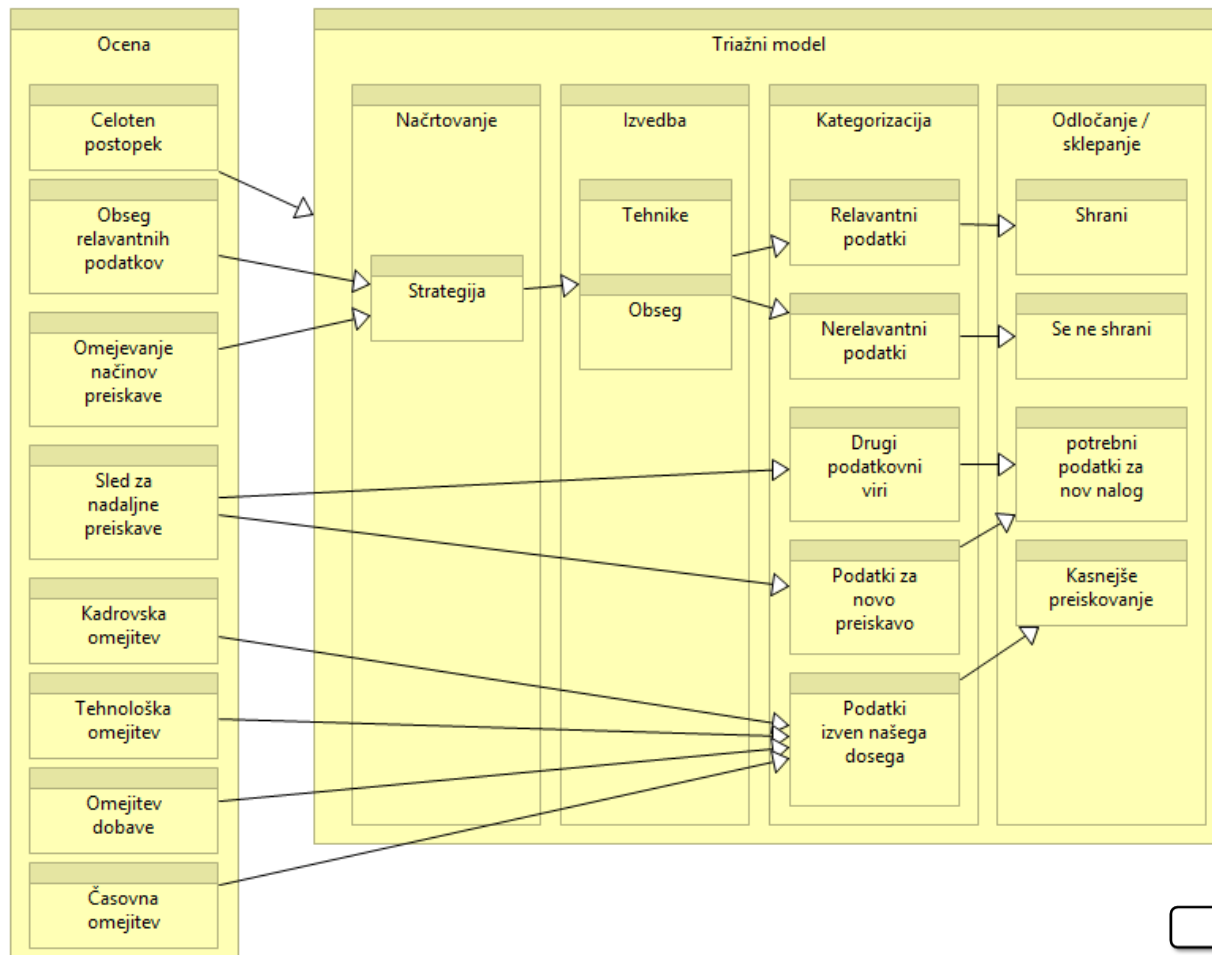 Ocena
Celoten
postopek
Obseg
relavantnih
podatkov
Omejevanje
načinov
preiskave
Sled za
nadaljne
preiskave
Kadrovska
omejitev
Tehnološka
omejitev
Omejitev
dobave
Časovna
omejitev
Triažni model
Načrtovanje
Strategija
Izvedba
Tehnike
Obseg
Kategorizacija
Relavantni
podatki
Nerelavantni
podatki
Drugi
podatkovni
viri
Podatki za
novo
preiskavo
Podatki
izven našega
dosega
Odločanje /
sklepanje
Shrani
Se ne shrani
potrebni
podatki za
nov nalog
Kasnejše
preiskovanje